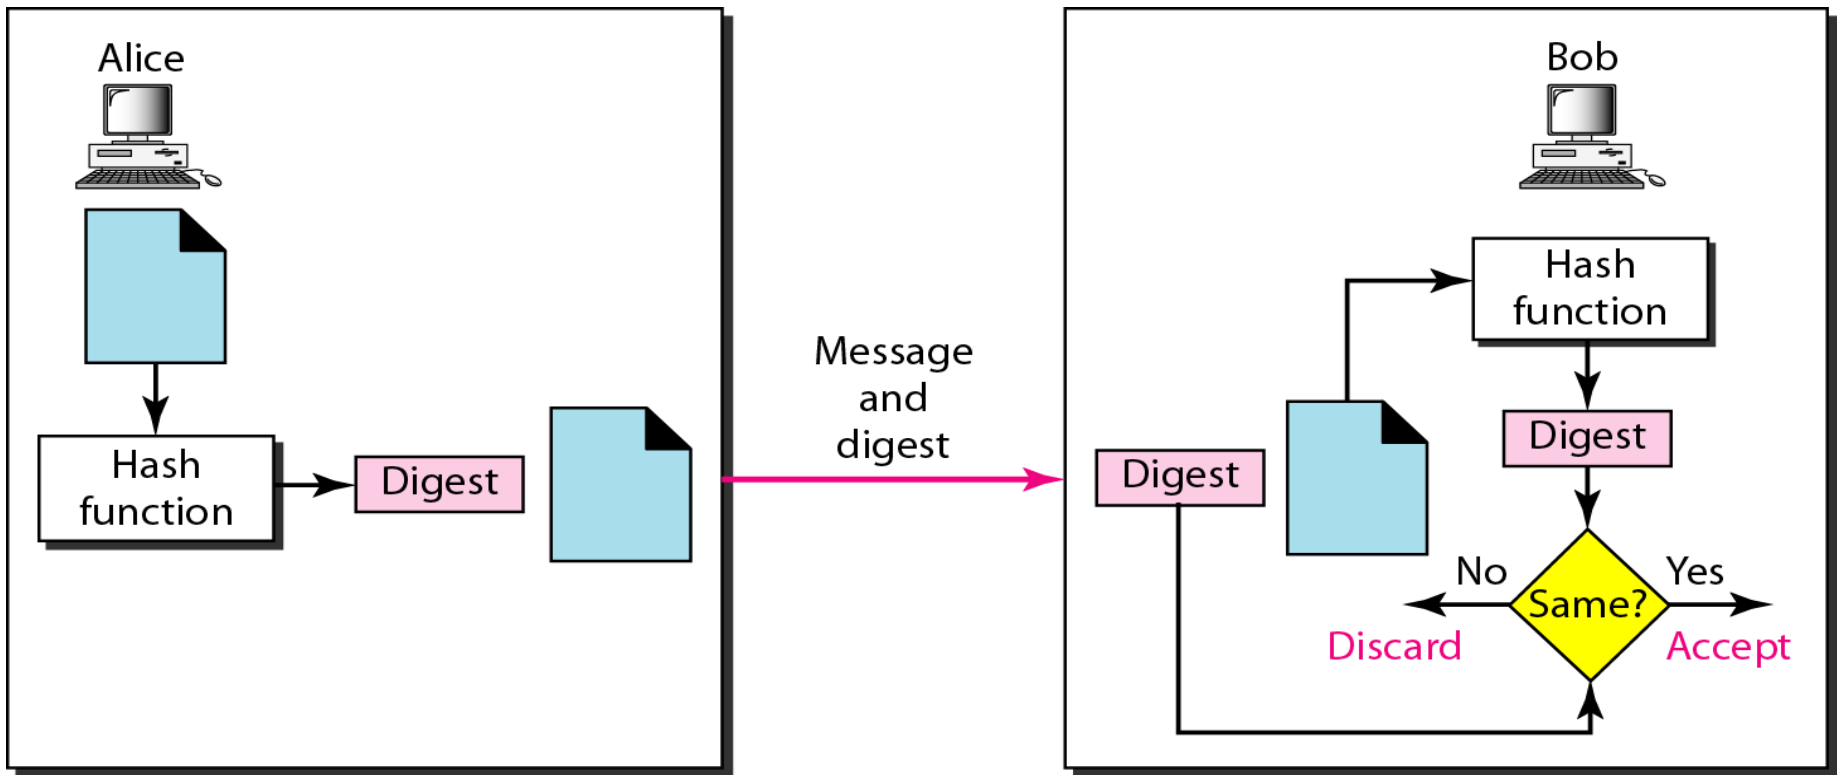 Alice
Hash
function
Digest
Message
and
digest
Bob
Hash
function
Digest
Digest
Same?
No
Yes
Discard
Accept